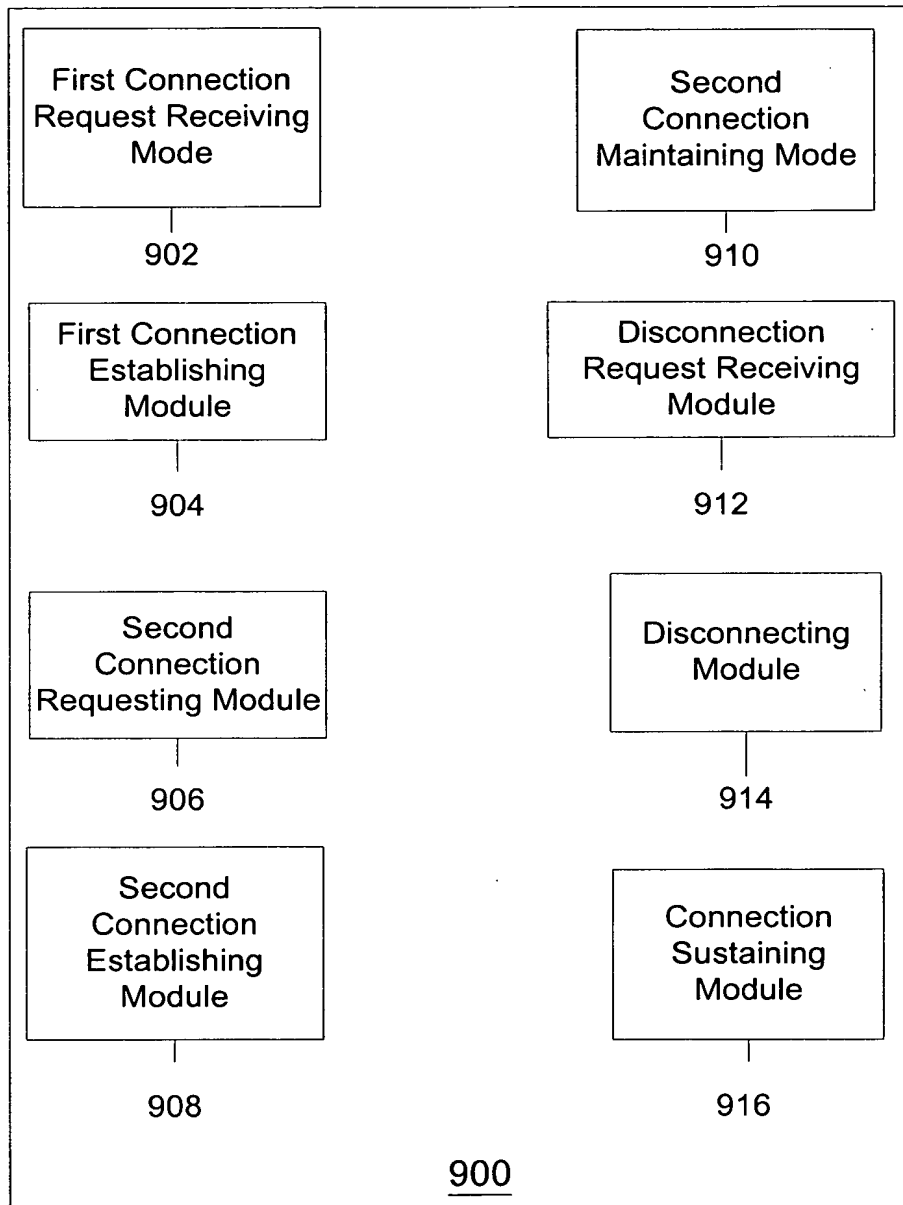 First Connection
Request Receiving
Mode
902
First Connection
Establishing
Module
904
Second
Connection
Requesting Module
906
Second
Connection
Establishing
Module
908
Second
Connection
Maintaining Mode
910
Disconnection
Request Receiving
Module
912
Disconnecting
Module
914
Connection
Sustaining
Module
916
900